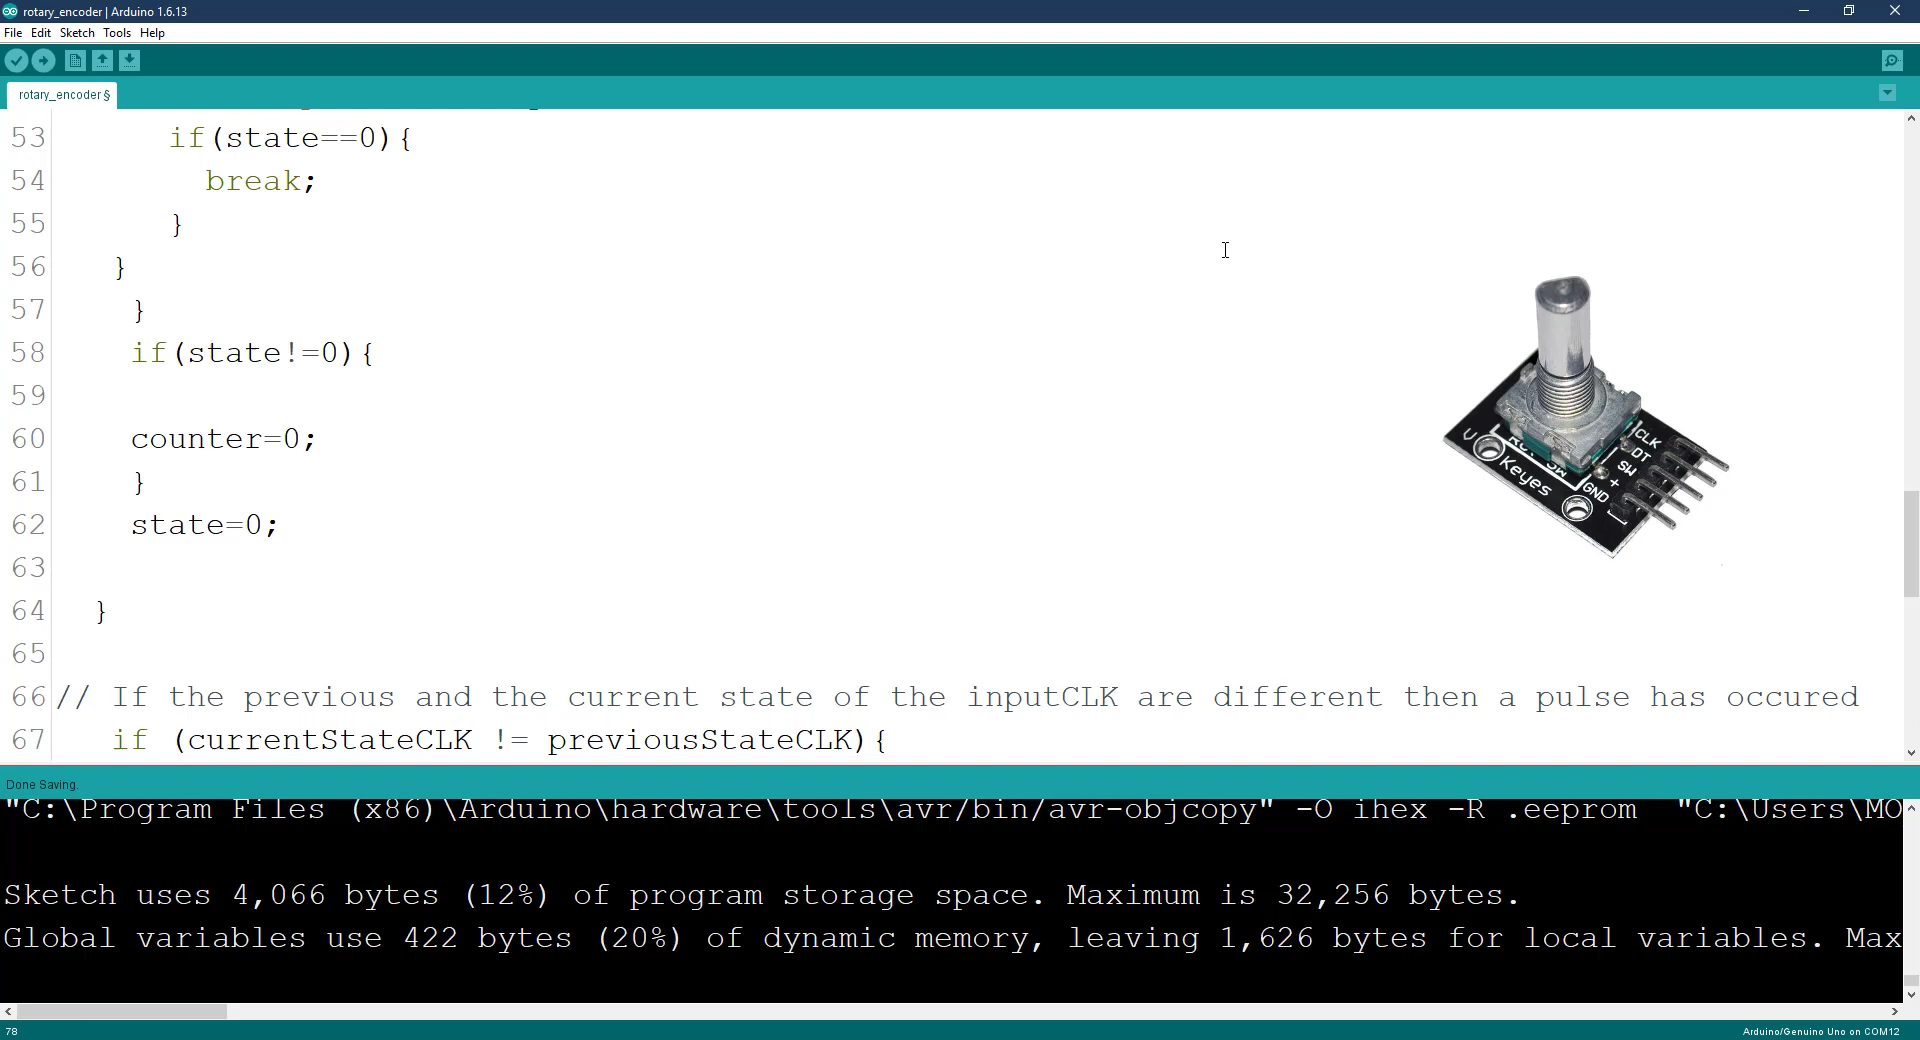 rotary_encoder | Arduino 1.6.13
File Edit Sketch Tools Help
rotary_encoder §
53 if(state==0){
54 break;
55 }
56 }
57 }
58 if(state!=0){
59
60 counter=0;
61 }
62 state=0;
63
64 }
65
66 // If the previous and the current state of the inputCLK are different then a pulse has occured
67 if (currentStateCLK != previousStateCLK){
CLK
DT
SW
+
GND
Keyes
Done Saving.
"C:\Program Files (x86)\Arduino\hardware\tools\avr/bin/avr-objcopy" -O ihex -R .eeprom "C:\Users\MO
Sketch uses 4,066 bytes (12%) of program storage space. Maximum is 32,256 bytes.
Global variables use 422 bytes (20%) of dynamic memory, leaving 1,626 bytes for local variables. Max
78
Arduino/Genuino Uno on COM12